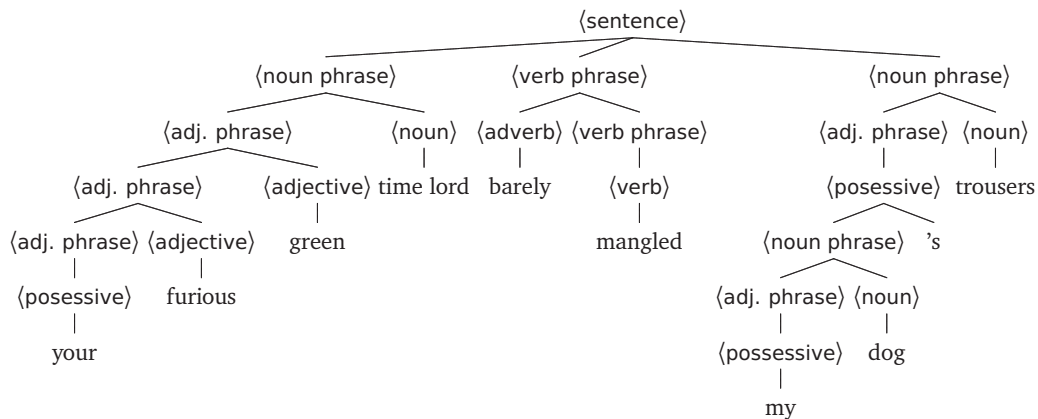 ⟨sentence⟩
⟨noun phrase⟩ ⟨verb phrase⟩ ⟨noun phrase⟩
⟨adj. phrase⟩ ⟨noun⟩ ⟨adverb⟩ ⟨verb phrase⟩ ⟨adj. phrase⟩ ⟨noun⟩
⟨adj. phrase⟩ ⟨adjective⟩ time lord barely ⟨verb⟩ ⟨posessive⟩ trousers
⟨adj. phrase⟩ ⟨adjective⟩ green mangled ⟨noun phrase⟩ ’s
⟨posessive⟩ furious ⟨adj. phrase⟩ ⟨noun⟩
your ⟨possessive⟩ dog
my